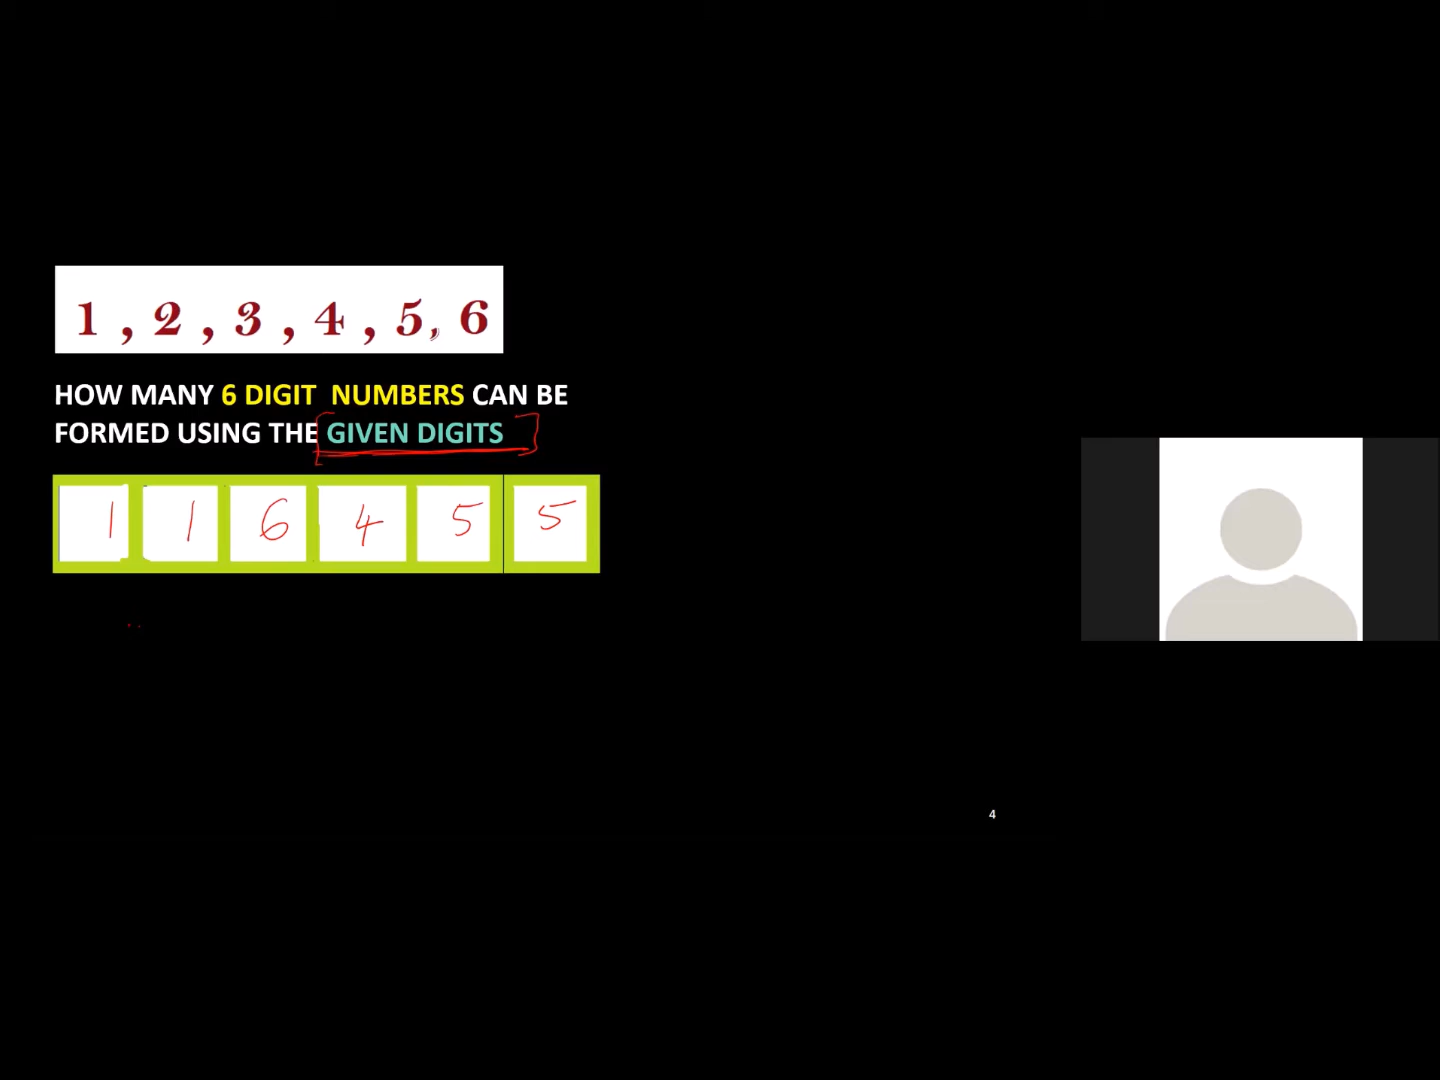 1 , 2 , 3 , 4 , 5 , 6
HOW MANY 6 DIGIT NUMBERS CAN BE
FORMED USING THE GIVEN DIGITS
1 1 6 4 5 5
4